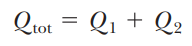 Q_tot = Q_1 + Q_2